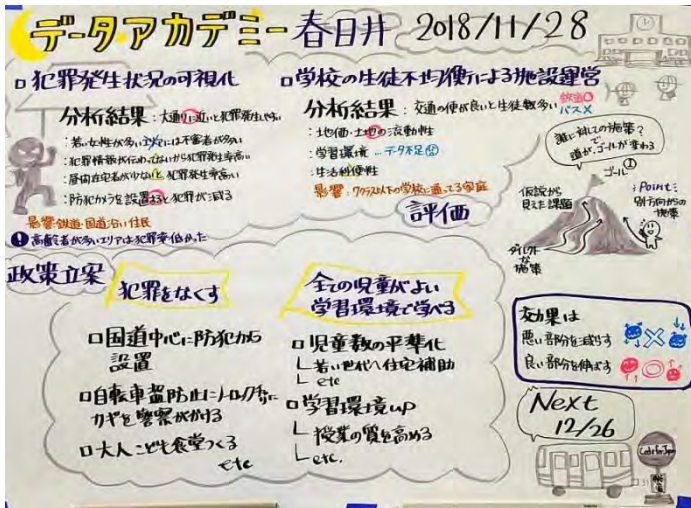 データアカデミー春日井 2018/11/28
□犯罪発生状況の可視化
分析結果：大通りに近いと犯罪発生しやすい
：若い女性が多いエリアには不審者が多い
：犯罪情報が伝わってないから犯罪発生率高い
：昼間在宅者が少ないと、犯罪発生率高い
：防犯カメラを設置すると犯罪が減る
影響：鉄道・国道沿い住民
高齢者が多いエリアは犯罪率低かった
□学校の生徒不均衡による施設運営
分析結果：交通の便が良いと生徒数多い
鉄道○
バス×
：土地価・土地の流動性
：学習環境 …データ不足
：生活利便性
影響：クラス以下の学校に通ってる家庭
評価
誰に対しての施策？
で
道が、ゴールが変わる
ゴール
仮説から
見えた課題
：Point：
別方向からの
施策
ダイレクト
な
施策
政策立案
犯罪をなくす
□国道中心に防犯カメラ
設置
□自転車盗防止に
カギを警察がかける
□大人こども食堂つくる
etc
全ての児童がよい
学習環境で学べる
□児童数の平準化
└若い世代へ住宅補助
└etc
□学習環境up
└授業の質を高める
└etc.
効果は
悪い部分を減らす
良い部分を伸ばす
Next
12/26
Code for Japan